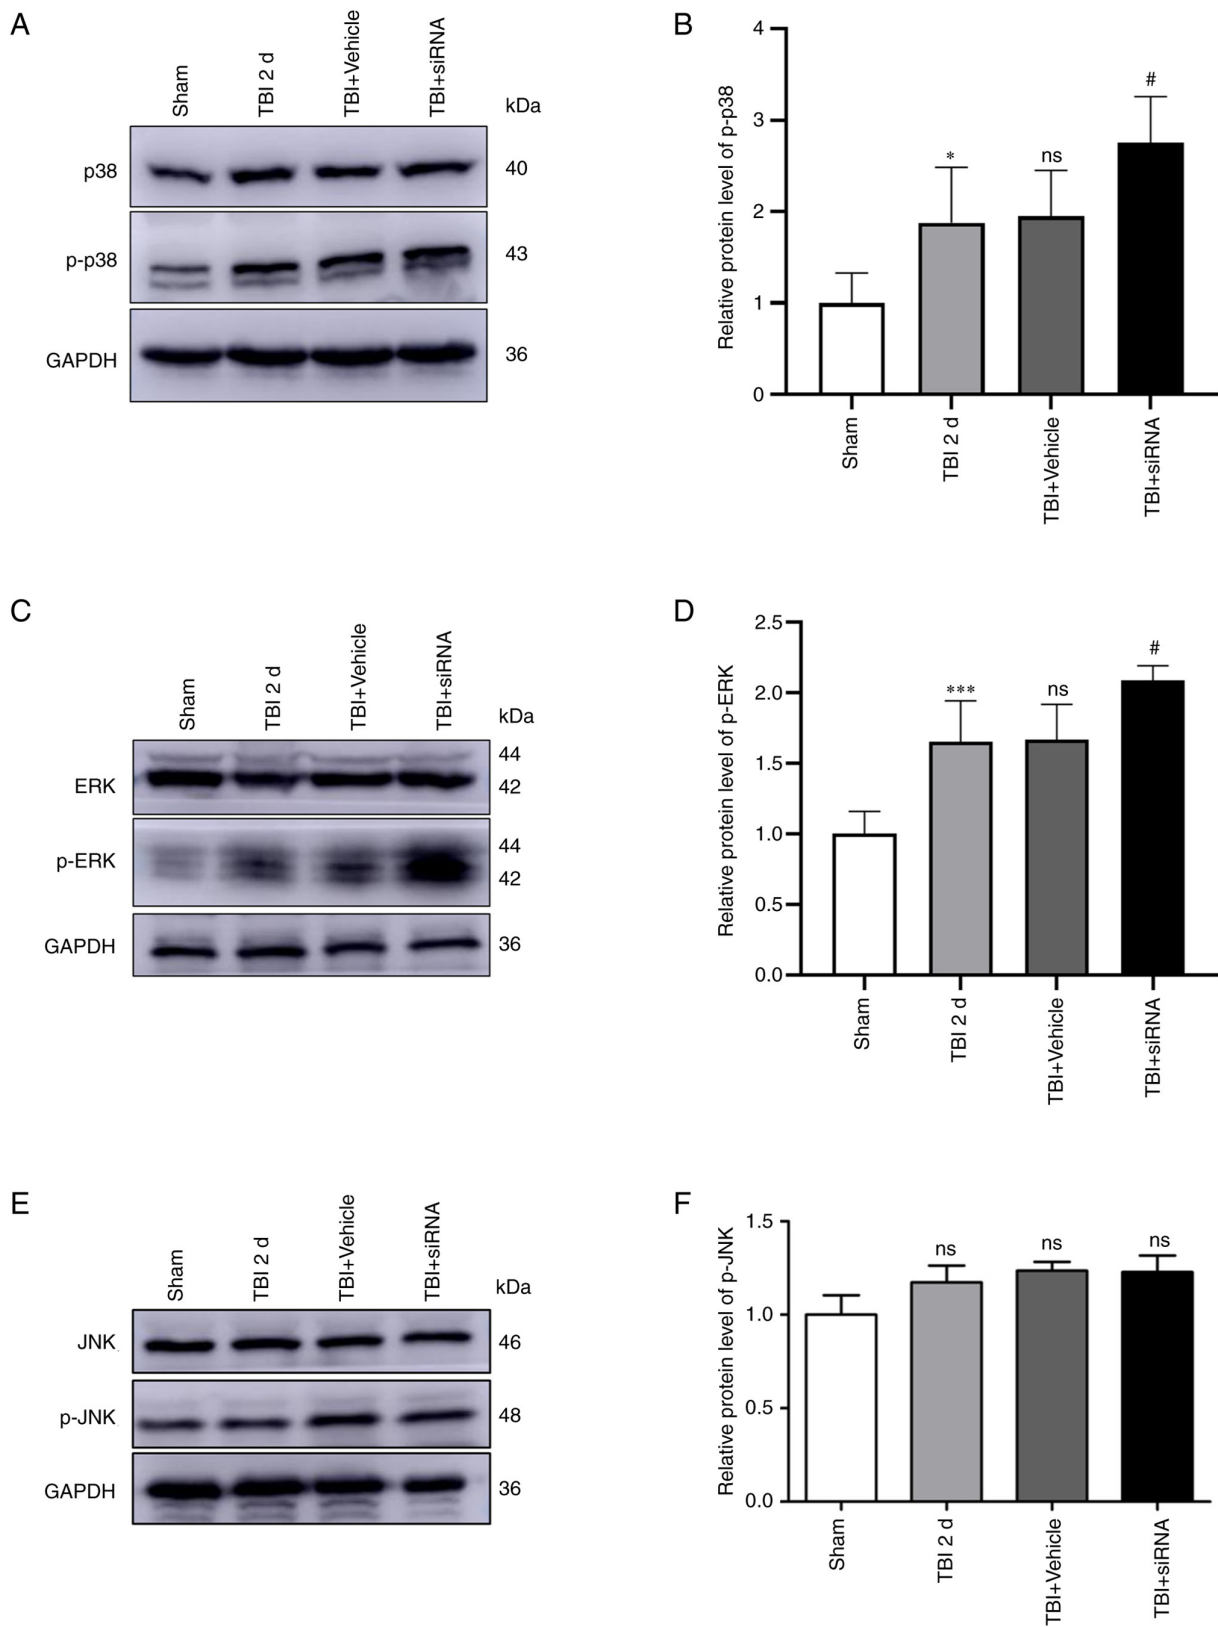 A
Sham
TBI 2 d
TBI+Vehicle
TBI+siRNA
kDa
p38
40
p-p38
43
GAPDH
36
B
Relative protein level of p-p38
4
3
2
1
0
*
ns
#
Sham
TBI 2 d
TBI+Vehicle
TBI+siRNA
C
Sham
TBI 2 d
TBI+Vehicle
TBI+siRNA
kDa
ERK
44
42
p-ERK
44
42
GAPDH
36
D
Relative protein level of p-ERK
2.5
2.0
1.5
1.0
0.5
0.0
***
ns
#
Sham
TBI 2 d
TBI+Vehicle
TBI+siRNA
E
Sham
TBI 2 d
TBI+Vehicle
TBI+siRNA
kDa
JNK
46
p-JNK
48
GAPDH
36
F
Relative protein level of p-JNK
1.5
1.0
0.5
0.0
ns
ns
ns
Sham
TBI 2 d
TBI+Vehicle
TBI+siRNA